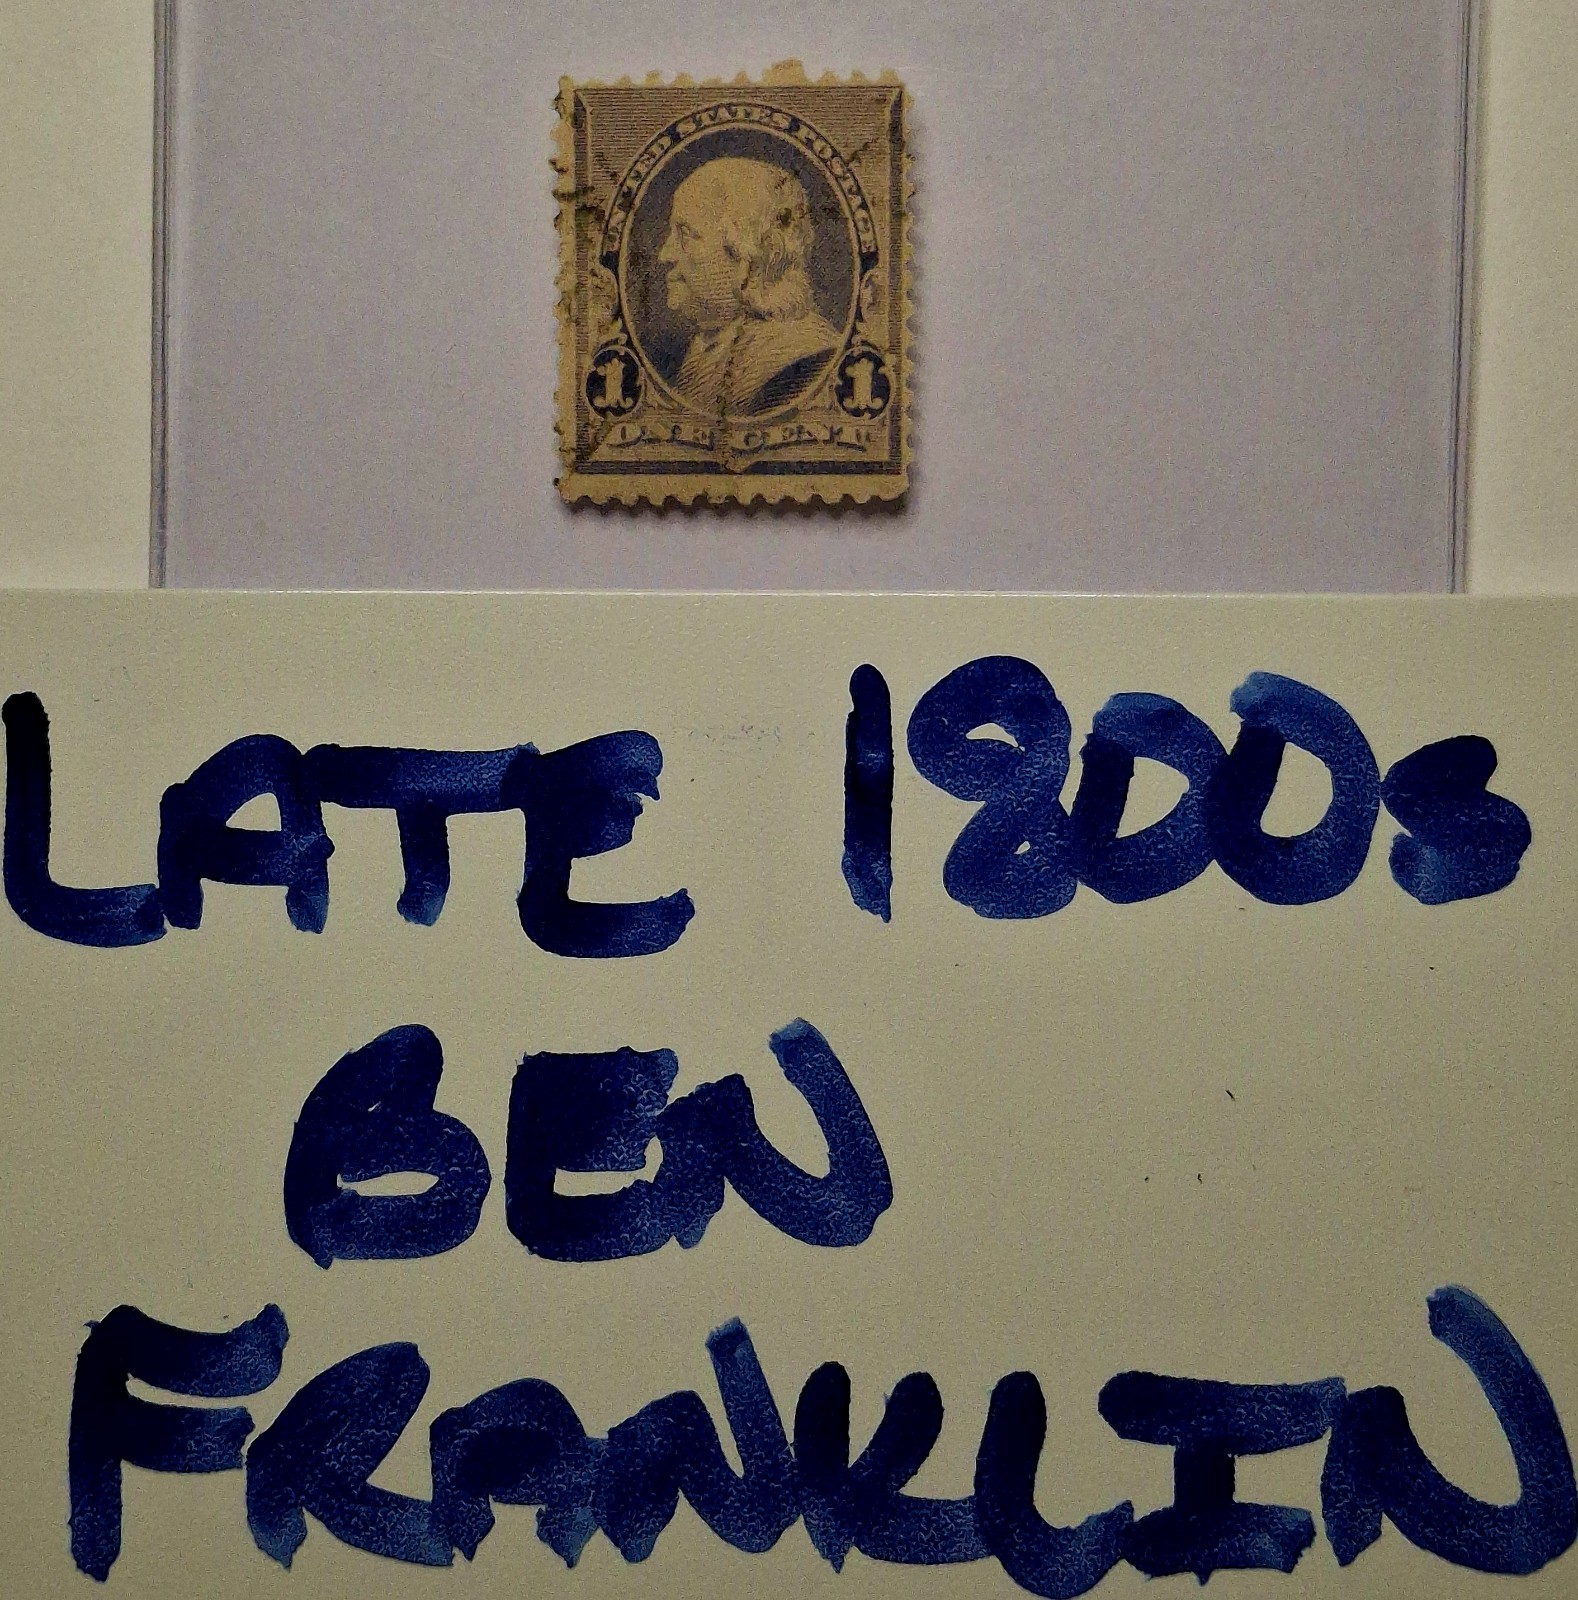 UNITED STATES POSTAGE
1 1
ONE CENT
LATE 1800s
BEN
FRANKLIN